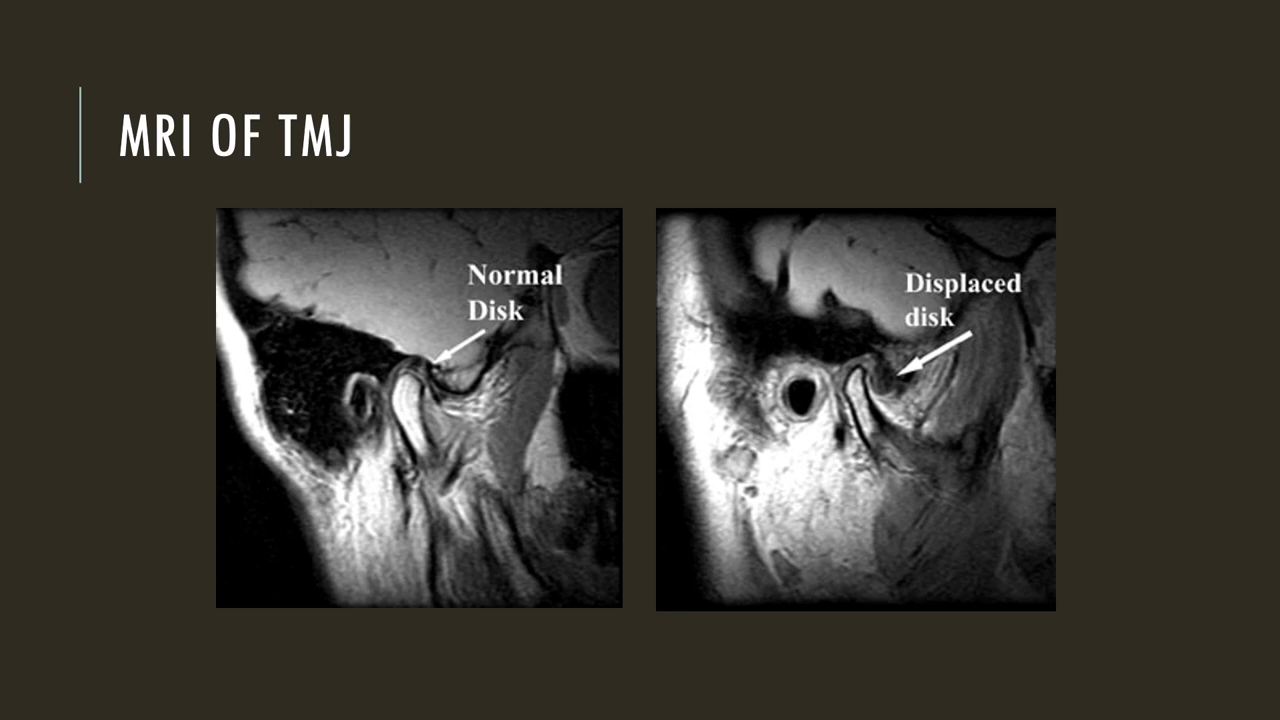 MRI OF TMJ
Normal
Disk
Displaced
disk